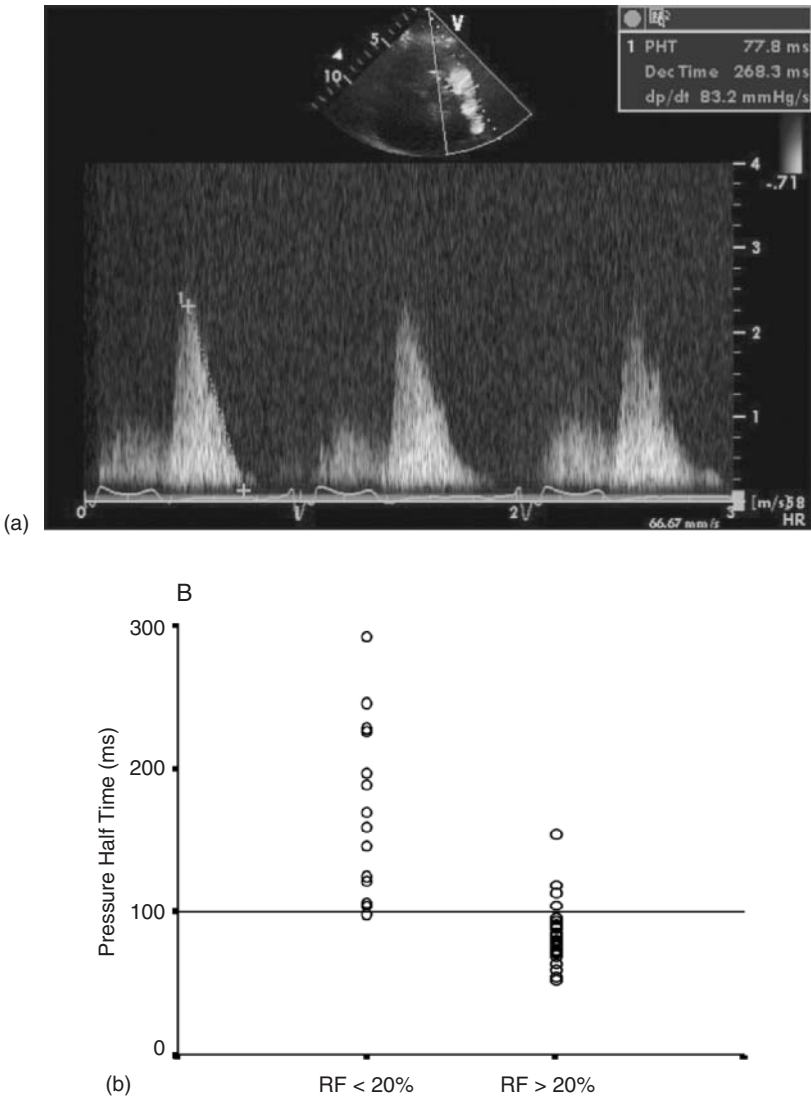 V
5
10
1 PHT 77.8 ms
Dec Time 268.3 ms
dp/dt 83.2 mmHg/s
4
-.71
3
1
2
1
0 1 2 3 [m/s] 58
66.67 mm/s HR
(a)
B
300
200
100
0
Pressure Half Time (ms)
(b) RF < 20% RF > 20%